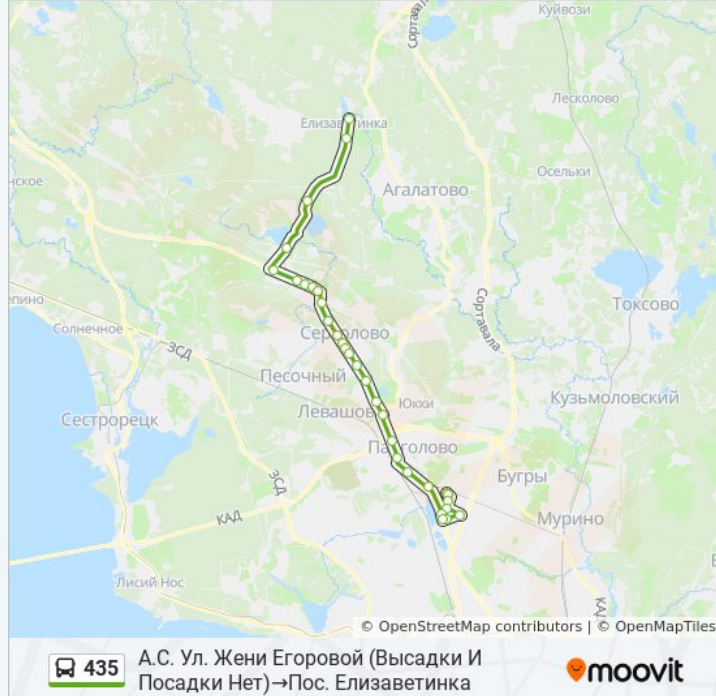 Куйвози
Сортавала
Лесколово
Елизаветинка
нское
Осельки
Агалатово
Сортавала
Токсово
епино
Солнечное
Сертолово
ЗСД
Песочный
Кузьмоловский
Левашово
Юкки
Сестрорецк
Парголово
ЗСД
Бугры
КАД
Мурино
Лисий Нос
КАД
© OpenStreetMap contributors | © OpenMapTiles
435
А.С. Ул. Жени Егоровой (Высадки И
Посадки Нет)→Пос. Елизаветинка
moovit